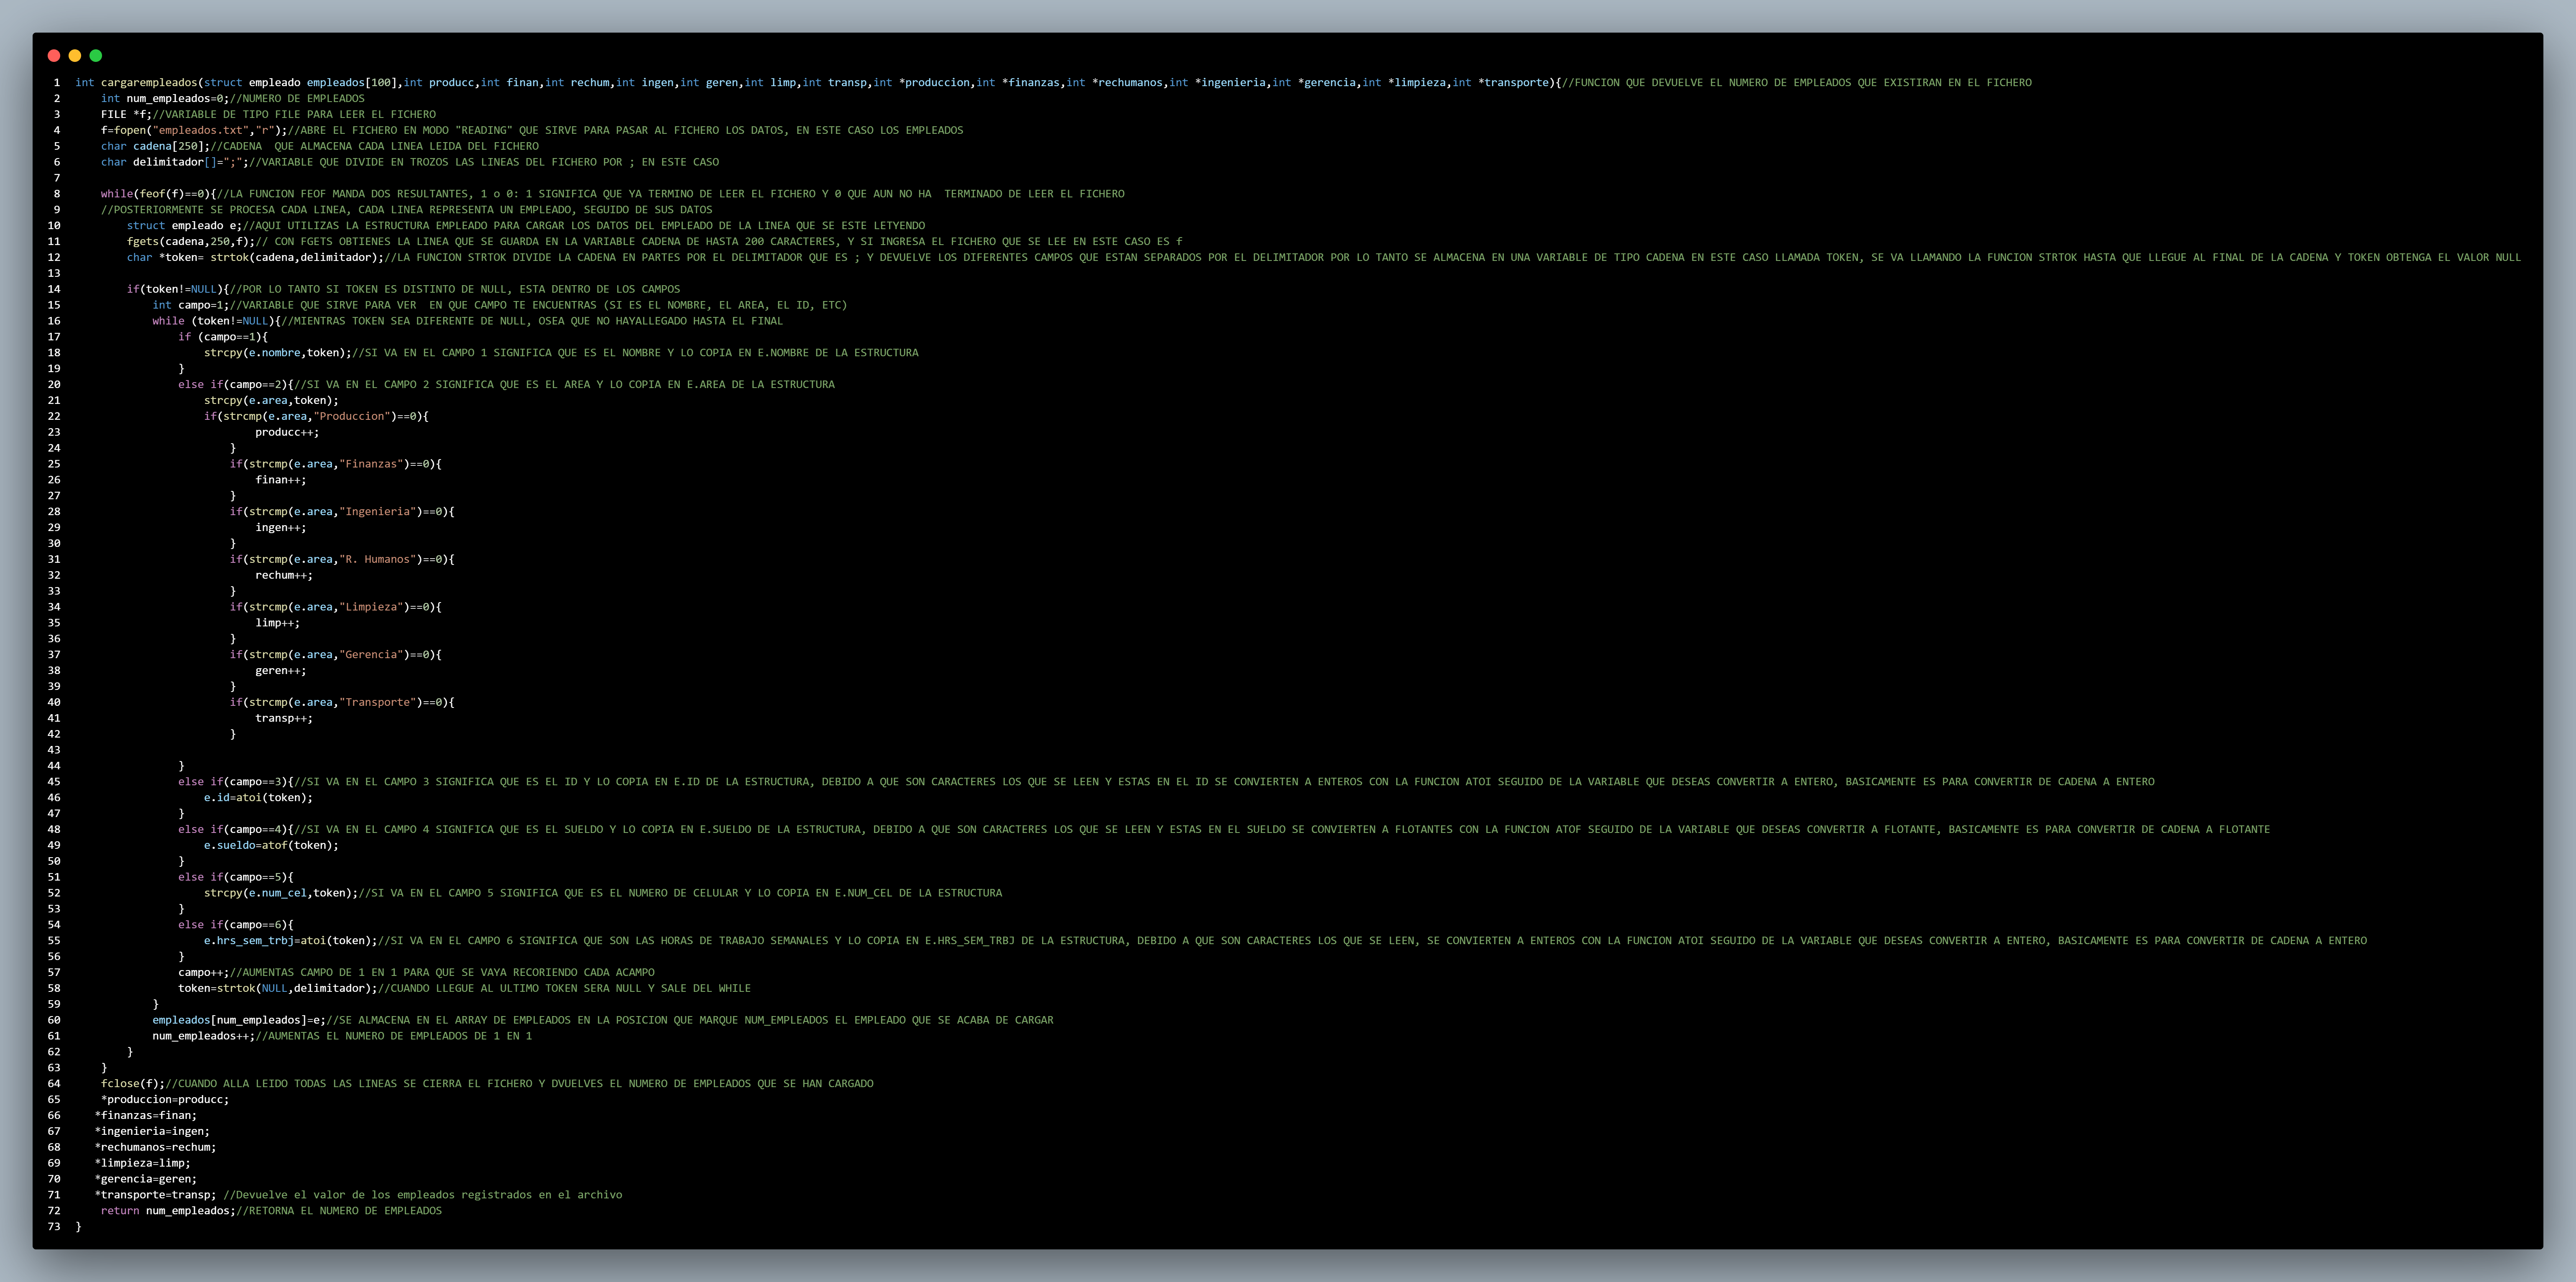 1 int cargarempleados(struct empleado empleados[100],int producc,int finan,int rechum,int ingen,int geren,int limp,int transp,int *produccion,int *finanzas,int *rechumanos,int *ingenieria,int *gerencia,int *limpieza,int *transporte){//FUNCION QUE DEVUELVE EL NUMERO DE EMPLEADOS QUE EXISTIRAN EN EL FICHERO
2     int num_empleados=0;//NUMERO DE EMPLEADOS
3     FILE *f;//VARIABLE DE TIPO FILE PARA LEER EL FICHERO
4     f=fopen("empleados.txt","r");//ABRE EL FICHERO EN MODO "READING" QUE SIRVE PARA PASAR AL FICHERO LOS DATOS, EN ESTE CASO LOS EMPLEADOS
5     char cadena[250];//CADENA  QUE ALMACENA CADA LINEA LEIDA DEL FICHERO
6     char delimitador[]=";";//VARIABLE QUE DIVIDE EN TROZOS LAS LINEAS DEL FICHERO POR ; EN ESTE CASO
7
8     while(feof(f)==0){//LA FUNCION FEOF MANDA DOS RESULTANTES, 1 o 0: 1 SIGNIFICA QUE YA TERMINO DE LEER EL FICHERO Y 0 QUE AUN NO HA  TERMINADO DE LEER EL FICHERO
9     //POSTERIORMENTE SE PROCESA CADA LINEA, CADA LINEA REPRESENTA UN EMPLEADO, SEGUIDO DE SUS DATOS
10         struct empleado e;//AQUI UTILIZAS LA ESTRUCTURA EMPLEADO PARA CARGAR LOS DATOS DEL EMPLEADO DE LA LINEA QUE SE ESTE LETYENDO
11         fgets(cadena,250,f);// CON FGETS OBTIENES LA LINEA QUE SE GUARDA EN LA VARIABLE CADENA DE HASTA 200 CARACTERES, Y SI INGRESA EL FICHERO QUE SE LEE EN ESTE CASO ES f
12         char *token= strtok(cadena,delimitador);//LA FUNCION STRTOK DIVIDE LA CADENA EN PARTES POR EL DELIMITADOR QUE ES ; Y DEVUELVE LOS DIFERENTES CAMPOS QUE ESTAN SEPARADOS POR EL DELIMITADOR POR LO TANTO SE ALMACENA EN UNA VARIABLE DE TIPO CADENA EN ESTE CASO LLAMADA TOKEN, SE VA LLAMANDO LA FUNCION STRTOK HASTA QUE LLEGUE AL FINAL DE LA CADENA Y TOKEN OBTENGA EL VALOR NULL
13
14         if(token!=NULL){//POR LO TANTO SI TOKEN ES DISTINTO DE NULL, ESTA DENTRO DE LOS CAMPOS
15             int campo=1;//VARIABLE QUE SIRVE PARA VER  EN QUE CAMPO TE ENCUENTRAS (SI ES EL NOMBRE, EL AREA, EL ID, ETC)
16             while (token!=NULL){//MIENTRAS TOKEN SEA DIFERENTE DE NULL, OSEA QUE NO HAYALLEGADO HASTA EL FINAL
17                 if (campo==1){
18                     strcpy(e.nombre,token);//SI VA EN EL CAMPO 1 SIGNIFICA QUE ES EL NOMBRE Y LO COPIA EN E.NOMBRE DE LA ESTRUCTURA
19                 }
20                 else if(campo==2){//SI VA EN EL CAMPO 2 SIGNIFICA QUE ES EL AREA Y LO COPIA EN E.AREA DE LA ESTRUCTURA
21                     strcpy(e.area,token);
22                     if(strcmp(e.area,"Produccion")==0){
23                             producc++;
24                         }
25                         if(strcmp(e.area,"Finanzas")==0){
26                             finan++;
27                         }
28                         if(strcmp(e.area,"Ingenieria")==0){
29                             ingen++;
30                         }
31                         if(strcmp(e.area,"R. Humanos")==0){
32                             rechum++;
33                         }
34                         if(strcmp(e.area,"Limpieza")==0){
35                             limp++;
36                         }
37                         if(strcmp(e.area,"Gerencia")==0){
38                             geren++;
39                         }
40                         if(strcmp(e.area,"Transporte")==0){
41                             transp++;
42                         }
43
44                 }
45                 else if(campo==3){//SI VA EN EL CAMPO 3 SIGNIFICA QUE ES EL ID Y LO COPIA EN E.ID DE LA ESTRUCTURA, DEBIDO A QUE SON CARACTERES LOS QUE SE LEEN Y ESTAS EN EL ID SE CONVIERTEN A ENTEROS CON LA FUNCION ATOI SEGUIDO DE LA VARIABLE QUE DESEAS CONVERTIR A ENTERO, BASICAMENTE ES PARA CONVERTIR DE CADENA A ENTERO
46                     e.id=atoi(token);
47                 }
48                 else if(campo==4){//SI VA EN EL CAMPO 4 SIGNIFICA QUE ES EL SUELDO Y LO COPIA EN E.SUELDO DE LA ESTRUCTURA, DEBIDO A QUE SON CARACTERES LOS QUE SE LEEN Y ESTAS EN EL SUELDO SE CONVIERTEN A FLOTANTES CON LA FUNCION ATOF SEGUIDO DE LA VARIABLE QUE DESEAS CONVERTIR A FLOTANTE, BASICAMENTE ES PARA CONVERTIR DE CADENA A FLOTANTE
49                     e.sueldo=atof(token);
50                 }
51                 else if(campo==5){
52                     strcpy(e.num_cel,token);//SI VA EN EL CAMPO 5 SIGNIFICA QUE ES EL NUMERO DE CELULAR Y LO COPIA EN E.NUM_CEL DE LA ESTRUCTURA
53                 }
54                 else if(campo==6){
55                     e.hrs_sem_trbj=atoi(token);//SI VA EN EL CAMPO 6 SIGNIFICA QUE SON LAS HORAS DE TRABAJO SEMANALES Y LO COPIA EN E.HRS_SEM_TRBJ DE LA ESTRUCTURA, DEBIDO A QUE SON CARACTERES LOS QUE SE LEEN, SE CONVIERTEN A ENTEROS CON LA FUNCION ATOI SEGUIDO DE LA VARIABLE QUE DESEAS CONVERTIR A ENTERO, BASICAMENTE ES PARA CONVERTIR DE CADENA A ENTERO
56                 }
57                 campo++;//AUMENTAS CAMPO DE 1 EN 1 PARA QUE SE VAYA RECORIENDO CADA ACAMPO
58                 token=strtok(NULL,delimitador);//CUANDO LLEGUE AL ULTIMO TOKEN SERA NULL Y SALE DEL WHILE
59             }
60             empleados[num_empleados]=e;//SE ALMACENA EN EL ARRAY DE EMPLEADOS EN LA POSICION QUE MARQUE NUM_EMPLEADOS EL EMPLEADO QUE SE ACABA DE CARGAR
61             num_empleados++;//AUMENTAS EL NUMERO DE EMPLEADOS DE 1 EN 1
62         }
63     }
64     fclose(f);//CUANDO ALLA LEIDO TODAS LAS LINEAS SE CIERRA EL FICHERO Y DVUELVES EL NUMERO DE EMPLEADOS QUE SE HAN CARGADO
65     *produccion=producc;
66    *finanzas=finan;
67    *ingenieria=ingen;
68    *rechumanos=rechum;
69    *limpieza=limp;
70    *gerencia=geren;
71    *transporte=transp; //Devuelve el valor de los empleados registrados en el archivo
72     return num_empleados;//RETORNA EL NUMERO DE EMPLEADOS
73 }